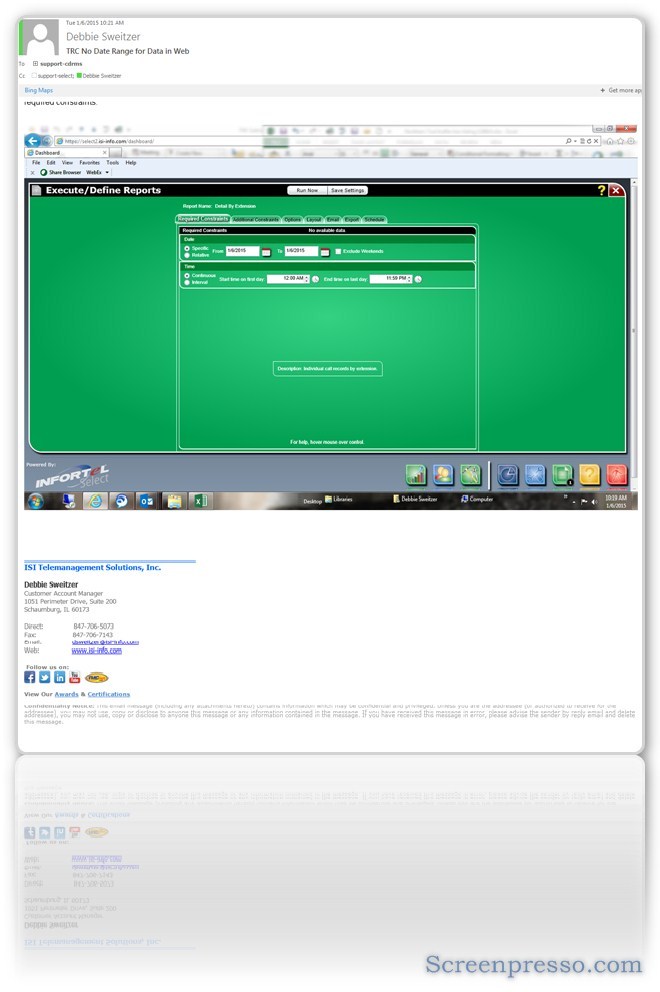 Tue 1/6/2015 10:21 AM
Debbie Sweitzer
TRC No Date Range for Data in Web
To support-cdrms
Cc support-select; Debbie Sweitzer
Bing Maps
+ Get more ap
required constraints.
https://select2.isi-info.com/dashboard/
Dashboard
File Edit View Favorites Tools Help
x Share Browser WebEx
Execute/Define Reports Run Now Save Settings ? X
Report Name: Detail By Extension
Required Constraints Additional Constraints Options Layout Email Export Schedule
Required Constraints No available data
Date
Specific From 1/6/2015 To 1/6/2015 Exclude Weekends
Relative
Time
Continuous Start time on first day: 12:00 AM End time on last day: 11:59 PM
Interval
Description: Individual call records by extension.
For help, hover mouse over control.
Powered By:
INFORTEL
Select
Desktop Libraries Debbie Sweitzer Computer
10:19 AM
1/6/2015
ISI Telemanagement Solutions, Inc.
Debbie Sweitzer
Customer Account Manager
1051 Perimeter Drive, Suite 200
Schaumburg, IL 60173
Direct: 847-706-5073
Fax: 847-706-7143
Email: dsweitzer@isi-info.com
Web: www.isi-info.com
Follow us on:
View Our Awards & Certifications
Confidentiality Notice: This email message (including any attachments hereto) contains information which may be confidential and privileged. Unless you are the addressee (or authorized to receive for the
addressee), you may not use, copy or disclose to anyone this message or any information contained in the message. If you have received this message in error, please advise the sender by reply email and delete
this message.
Screenpresso.com